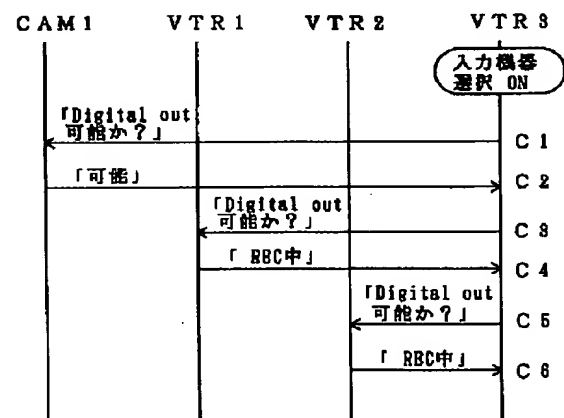 CAM1 VTR1 VTR2 VTR3
入力機器
選択 ON
「Digital out
可能か？」
C1
「可能」
C2
「Digital out
可能か？」
C3
「 REC中」
C4
「Digital out
可能か？」
C5
「 REC中」
C6